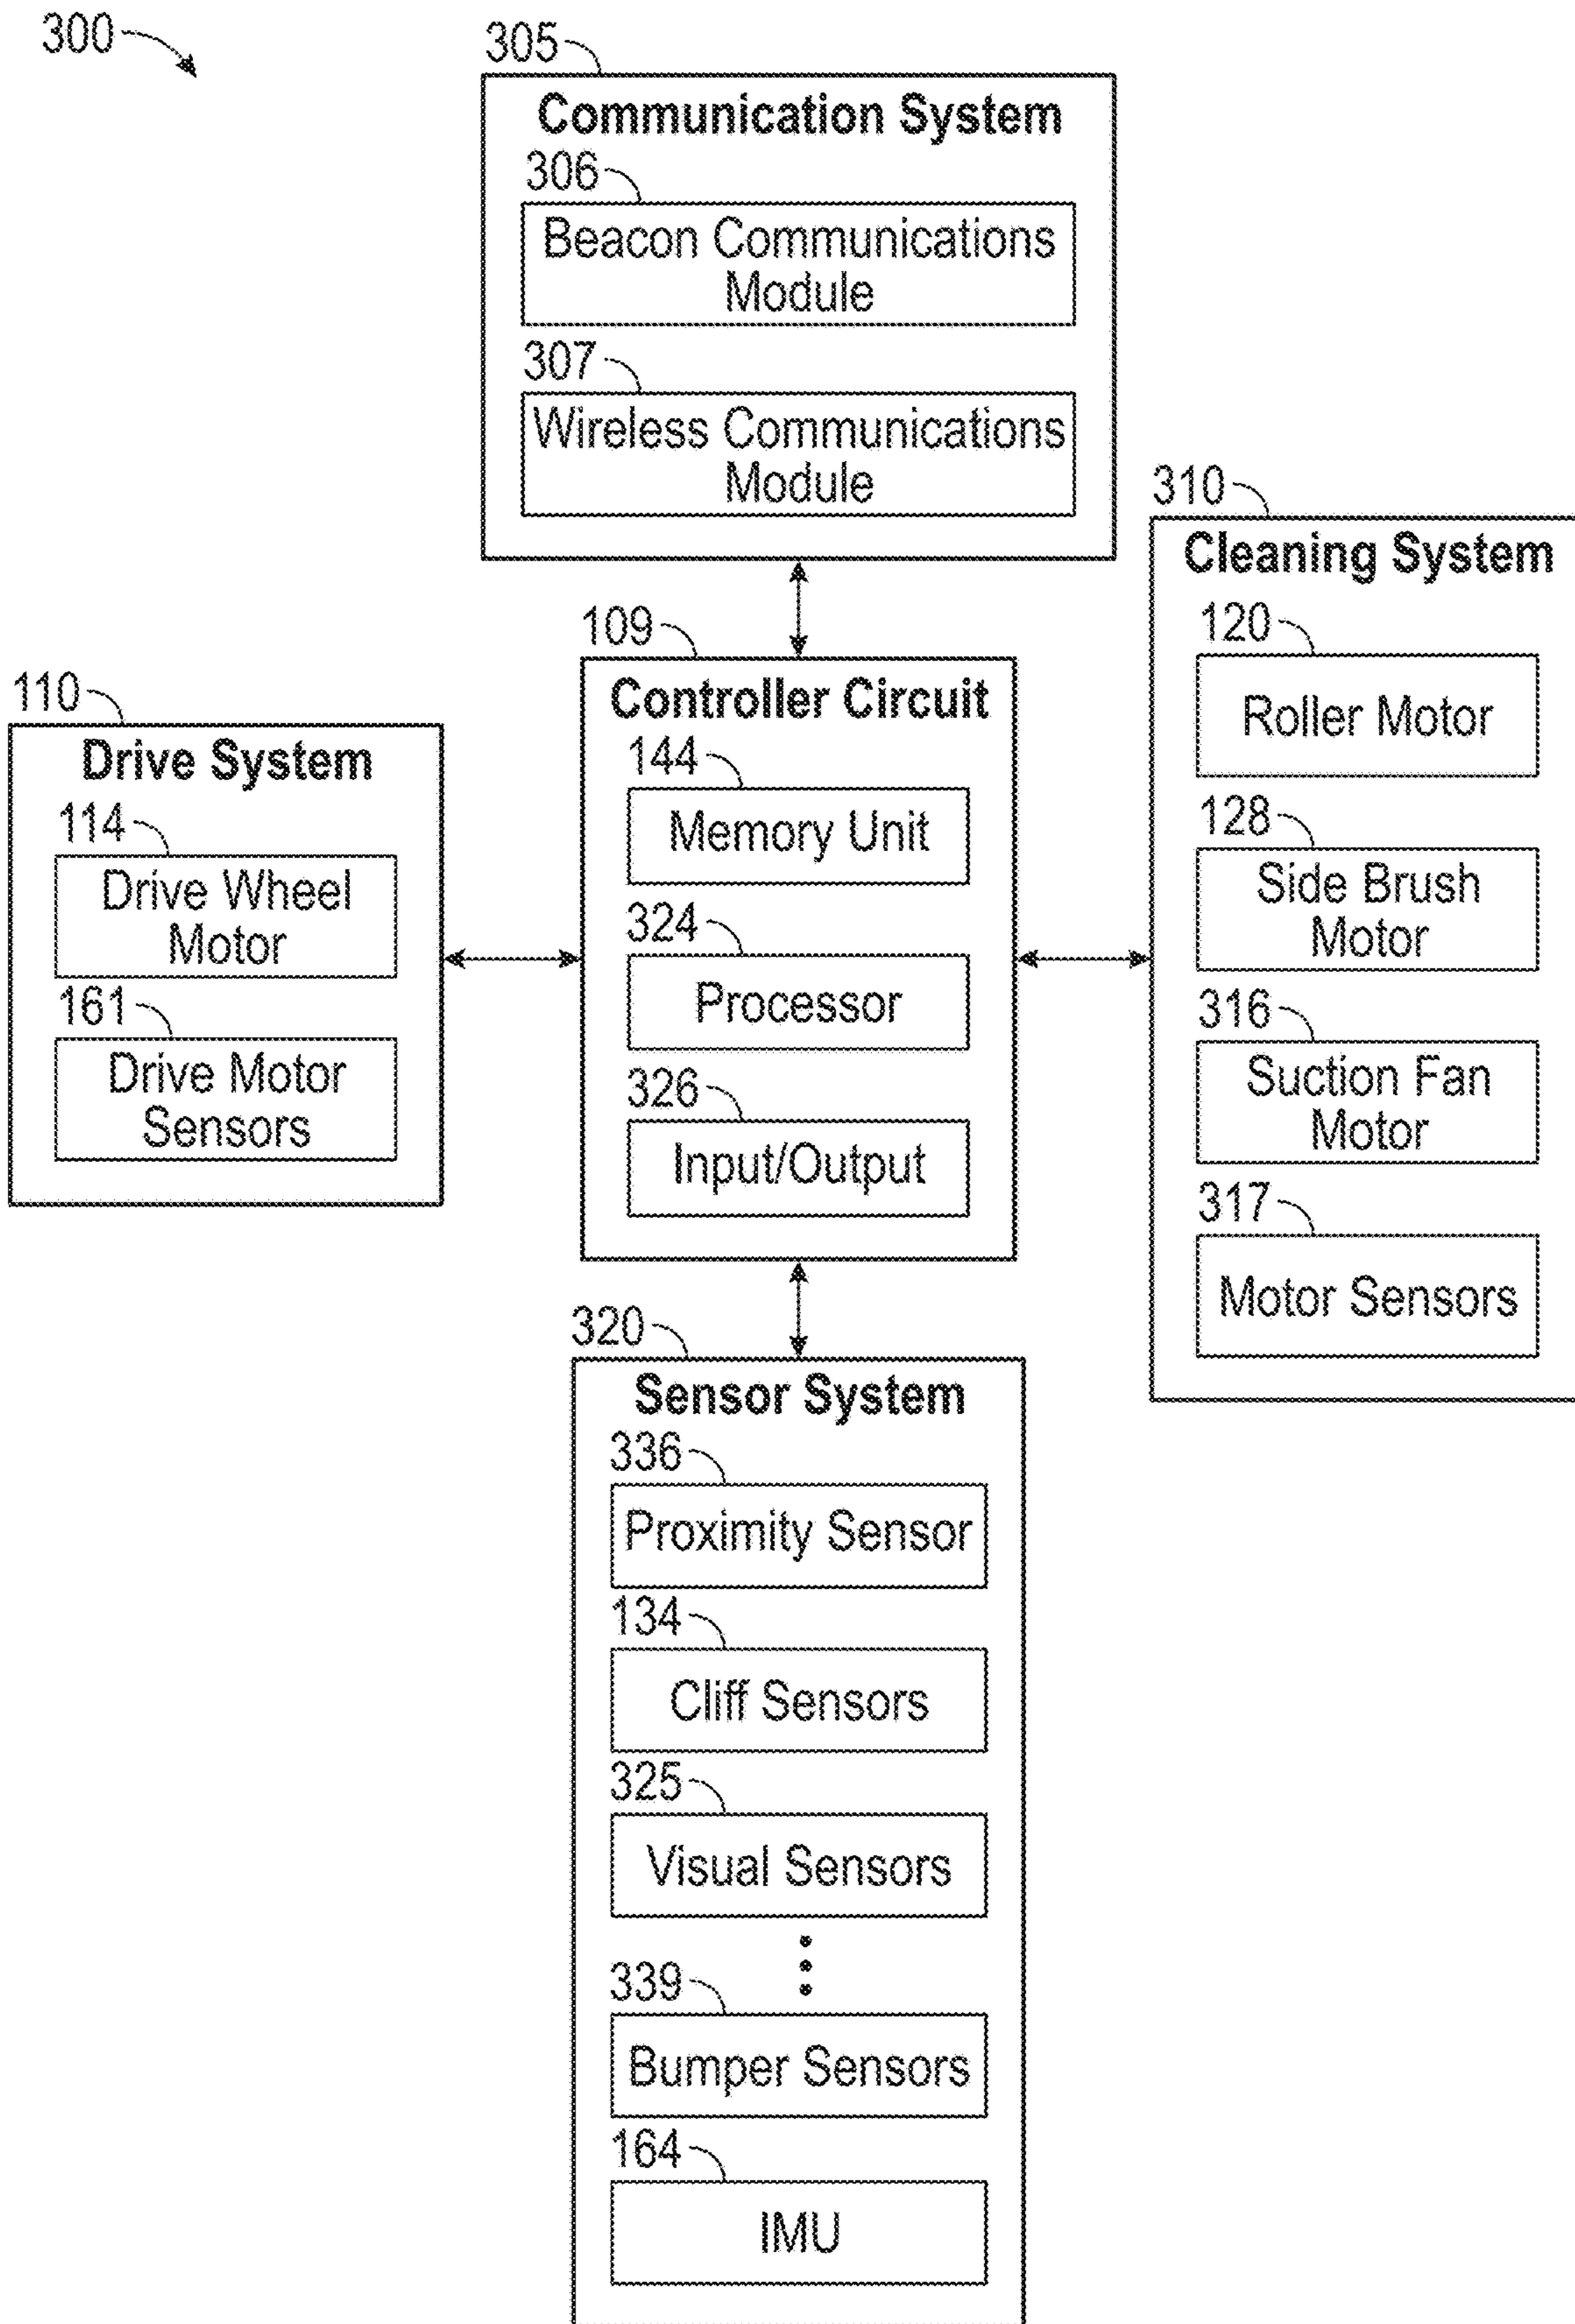 300
305
Communication System
306
Beacon Communications
Module
307
Wireless Communications
Module
310
Cleaning System
120
Roller Motor
128
Side Brush
Motor
316
Suction Fan
Motor
317
Motor Sensors
109
Controller Circuit
144
Memory Unit
324
Processor
326
Input/Output
110
Drive System
114
Drive Wheel
Motor
161
Drive Motor
Sensors
320
Sensor System
336
Proximity Sensor
134
Cliff Sensors
325
Visual Sensors
339
Bumper Sensors
164
IMU